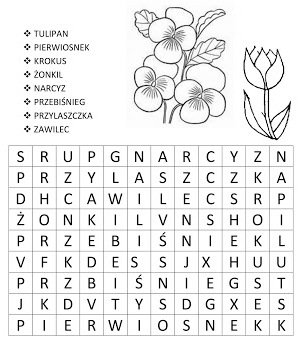 TULIPAN
PIERWIOSNEK
KROKUS
ŻONKIL
NARCYZ
PRZEBIŚNIEG
PRZYLASZCZKA
ZAWILEC
S R U P G N A R C Y Z N
P R Z Y L A S Z C Z K A
D H C A W I L E C S R P
Ż O N K I L V N S H O I
P R Z E B I Ś N I E K L
V F K D E S S J X H U U
P R Z B I Ś N I E G S T
J K D V T Y S D G X E S
P I E R W I O S N E K K